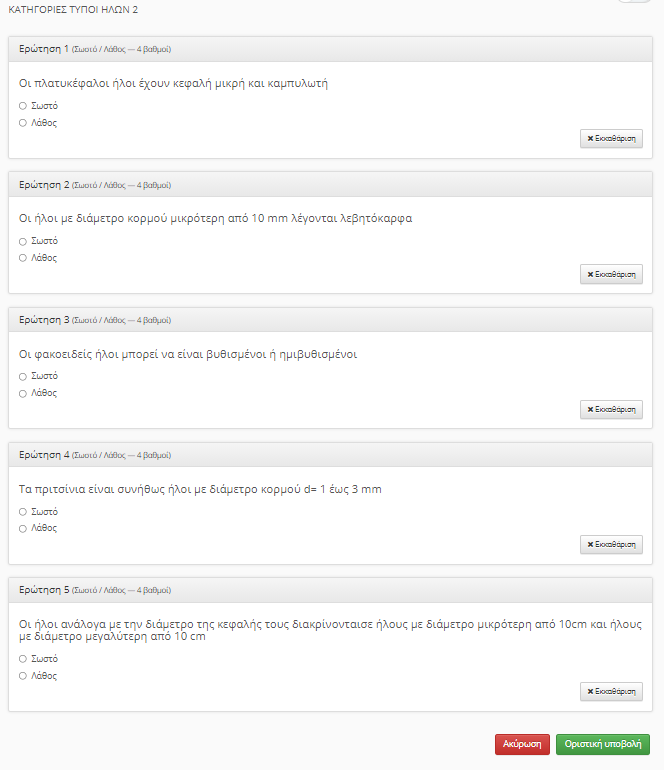 ΚΑΤΗΓΟΡΙΕΣ ΤΥΠΟΙ ΗΛΩΝ 2
Ερώτηση 1 (Σωστό / Λάθος — 4 βαθμοί)
Οι πλατυκέφαλοι ήλοι έχουν κεφαλή μικρή και καμπυλωτή
Σωστό
Λάθος
✖ Εκκαθάριση
Ερώτηση 2 (Σωστό / Λάθος — 4 βαθμοί)
Οι ήλοι με διάμετρο κορμού μικρότερη από 10 mm λέγονται λεβητόκαρφα
Σωστό
Λάθος
✖ Εκκαθάριση
Ερώτηση 3 (Σωστό / Λάθος — 4 βαθμοί)
Οι φακοειδείς ήλοι μπορεί να είναι βυθισμένοι ή ημιβυθισμένοι
Σωστό
Λάθος
✖ Εκκαθάριση
Ερώτηση 4 (Σωστό / Λάθος — 4 βαθμοί)
Τα πριτσίνια είναι συνήθως ήλοι με διάμετρο κορμού d= 1 έως 3 mm
Σωστό
Λάθος
✖ Εκκαθάριση
Ερώτηση 5 (Σωστό / Λάθος — 4 βαθμοί)
Οι ήλοι ανάλογα με την διάμετρο της κεφαλής τους διακρίνονταισε ήλους με διάμετρο μικρότερη από 10cm και ήλους
με διάμετρο μεγαλύτερη από 10 cm
Σωστό
Λάθος
✖ Εκκαθάριση
Ακύρωση Οριστική υποβολή